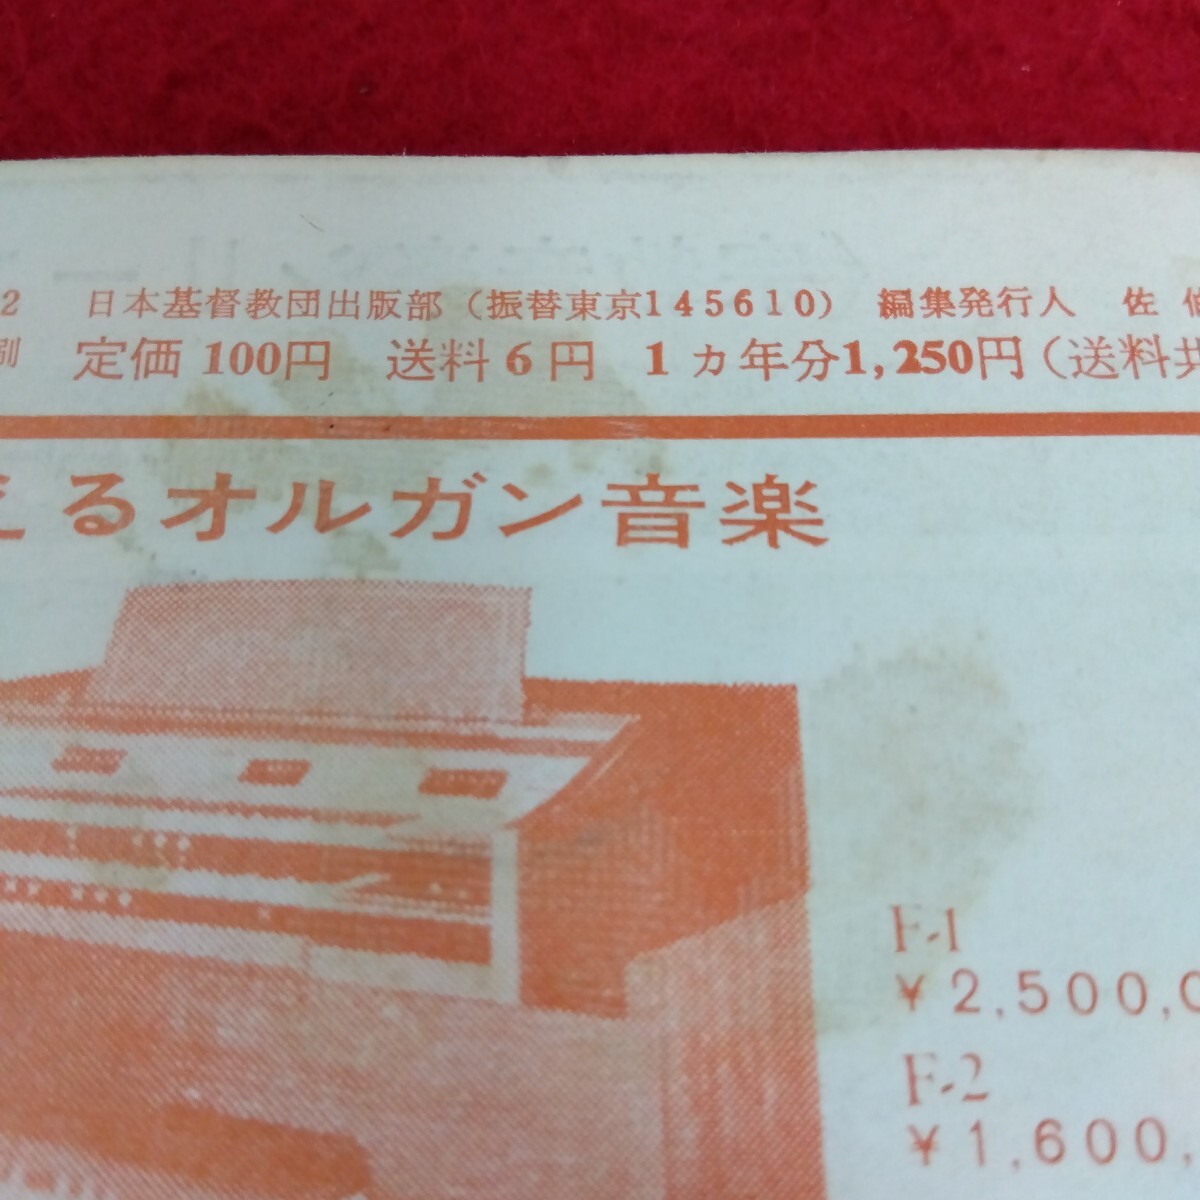 2 日本基督教団出版部（振替東京145610） 編集発行人 佐
刷 定価 100円 送料 6 円 1 カ年分1,250円（送料共
えるオルガン音楽
F-1
¥2,500,0
F-2
¥1,600,